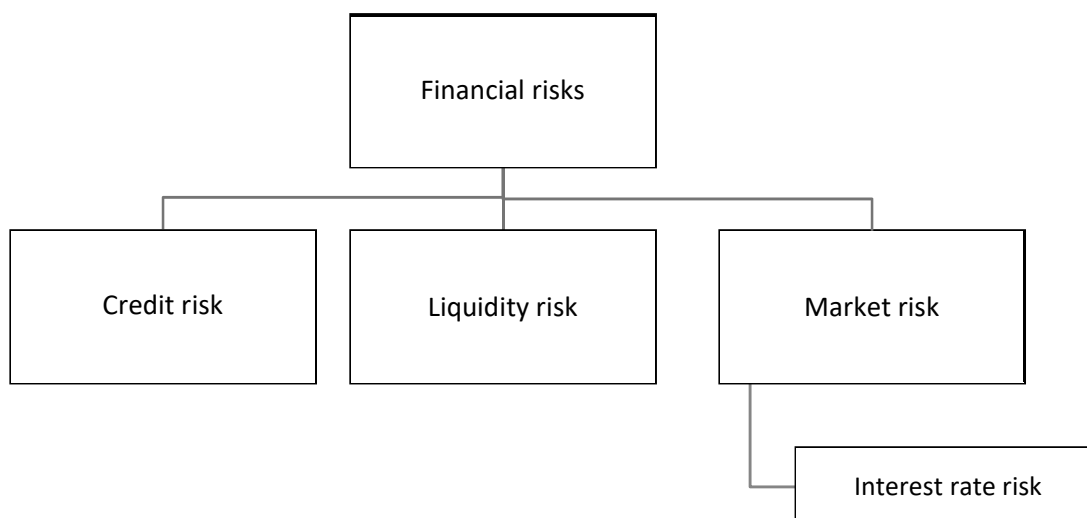 Financial risks
Credit risk
Liquidity risk
Market risk
Interest rate risk